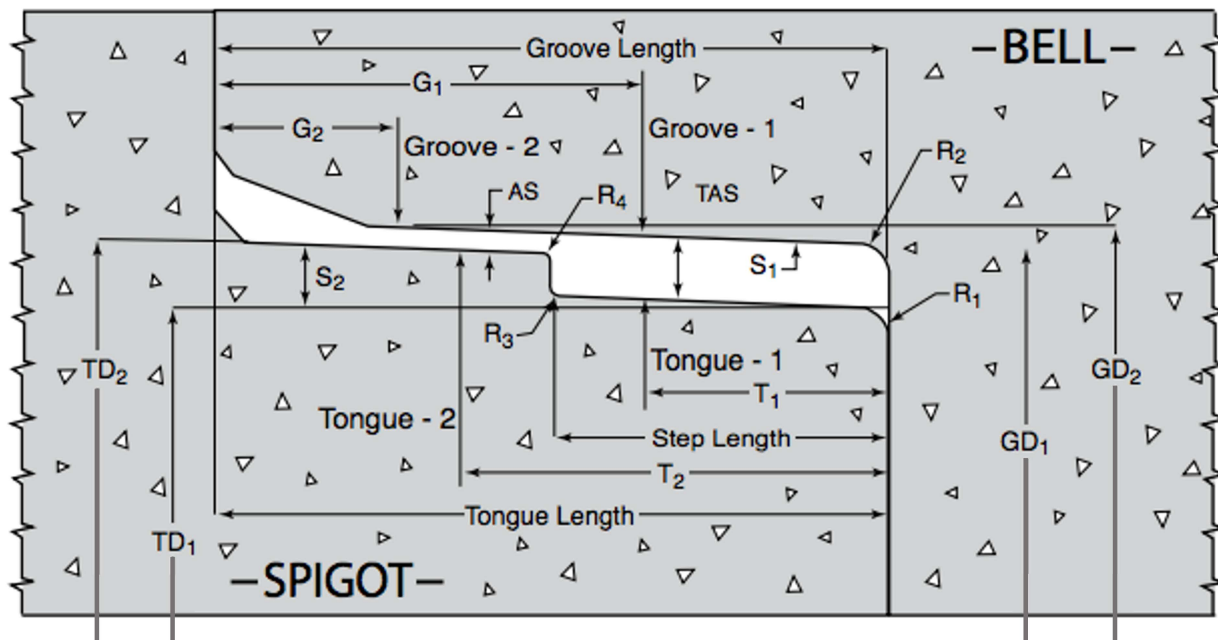 Groove Length
–BELL–
G₁
G₂
Groove - 1
Groove - 2
R₂
AS
R₄
TAS
S₂
S₁
R₁
R₃
TD₂
Tongue - 1
GD₂
T₁
Tongue - 2
Step Length
GD₁
T₂
Tongue Length
TD₁
–SPIGOT–